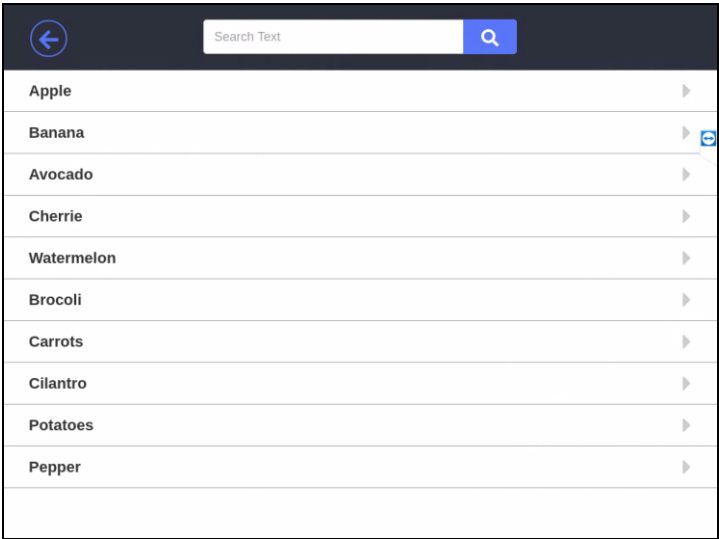 Search Text
Apple
Banana
Avocado
Cherrie
Watermelon
Brocoli
Carrots
Cilantro
Potatoes
Pepper